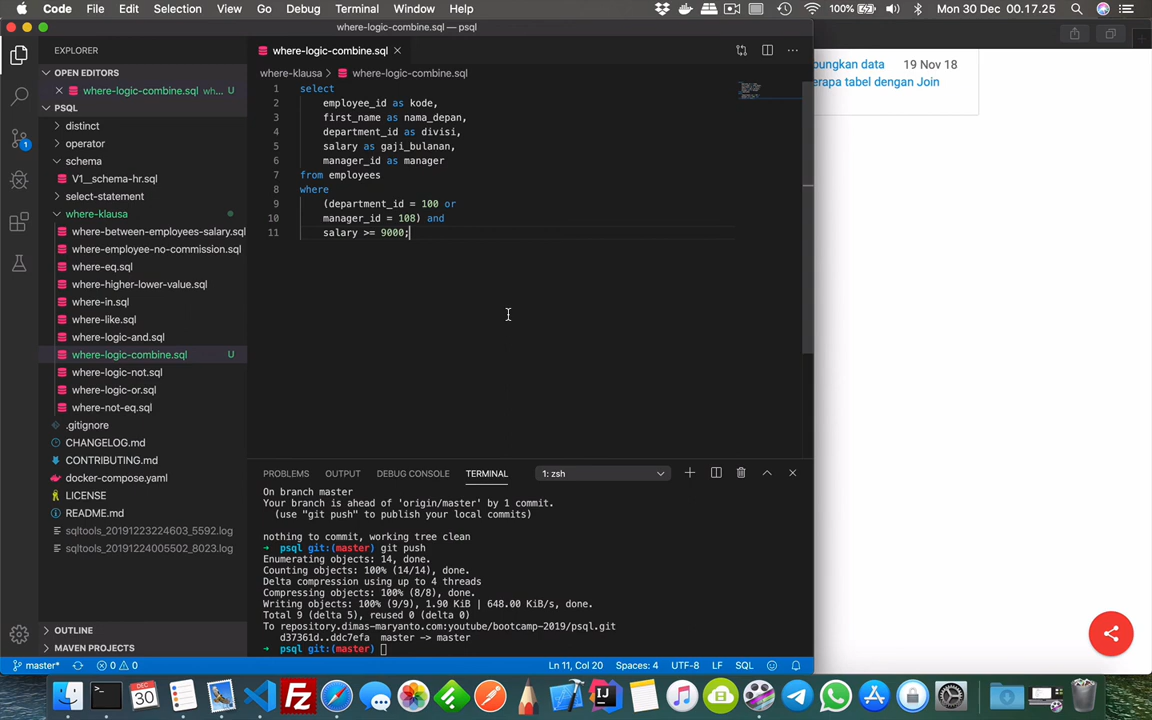 Code File Edit Selection View Go Debug Terminal Window Help 100% Mon 30 Dec 00.17.25
where-logic-combine.sql — psql
EXPLORER
OPEN EDITORS
where-logic-combine.sql wh... U
PSQL
distinct
operator
schema
V1__schema-hr.sql
select-statement
where-klausa
where-between-employees-salary.sql
where-employee-no-commission.sql
where-eq.sql
where-higher-lower-value.sql
where-in.sql
where-like.sql
where-logic-and.sql
where-logic-combine.sql U
where-logic-not.sql
where-logic-or.sql
where-not-eq.sql
.gitignore
CHANGELOG.md
CONTRIBUTING.md
docker-compose.yaml
LICENSE
README.md
sqltools_20191223224603_5592.log
sqltools_20191224005502_8023.log
OUTLINE
MAVEN PROJECTS
1
where-logic-combine.sql
where-klausa > where-logic-combine.sql
1 select
2 employee_id as kode,
3 first_name as nama_depan,
4 department_id as divisi,
5 salary as gaji_bulanan,
6 manager_id as manager
7 from employees
8 where
9 (department_id = 100 or
10 manager_id = 108) and
11 salary >= 9000;
PROBLEMS OUTPUT DEBUG CONSOLE TERMINAL 1: zsh
On branch master
Your branch is ahead of 'origin/master' by 1 commit.
(use "git push" to publish your local commits)
nothing to commit, working tree clean
➜ psql git:(master) git push
Enumerating objects: 14, done.
Counting objects: 100% (14/14), done.
Delta compression using up to 4 threads
Compressing objects: 100% (8/8), done.
Writing objects: 100% (9/9), 1.90 KiB | 648.00 KiB/s, done.
Total 9 (delta 5), reused 0 (delta 0)
To repository.dimas-maryanto.com:youtube/bootcamp-2019/psql.git
d37361d..ddc7efa master -> master
➜ psql git:(master)
master* 0 0 Ln 11, Col 20 Spaces: 4 UTF-8 LF SQL
pungkan data 19 Nov 18
erapa tabel dengan Join
DEC
30